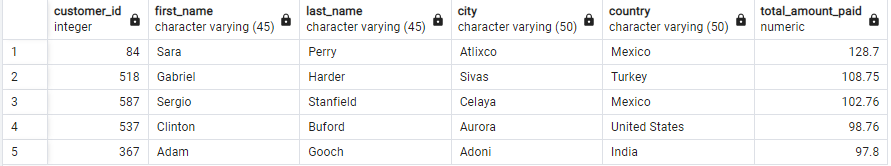 customer_id first_name last_name city country total_amount_paid
integer character varying (45) character varying (45) character varying (50) character varying (50) numeric
1 84 Sara Perry Atlixco Mexico 128.7
2 518 Gabriel Harder Sivas Turkey 108.75
3 587 Sergio Stanfield Celaya Mexico 102.76
4 537 Clinton Buford Aurora United States 98.76
5 367 Adam Gooch Adoni India 97.8